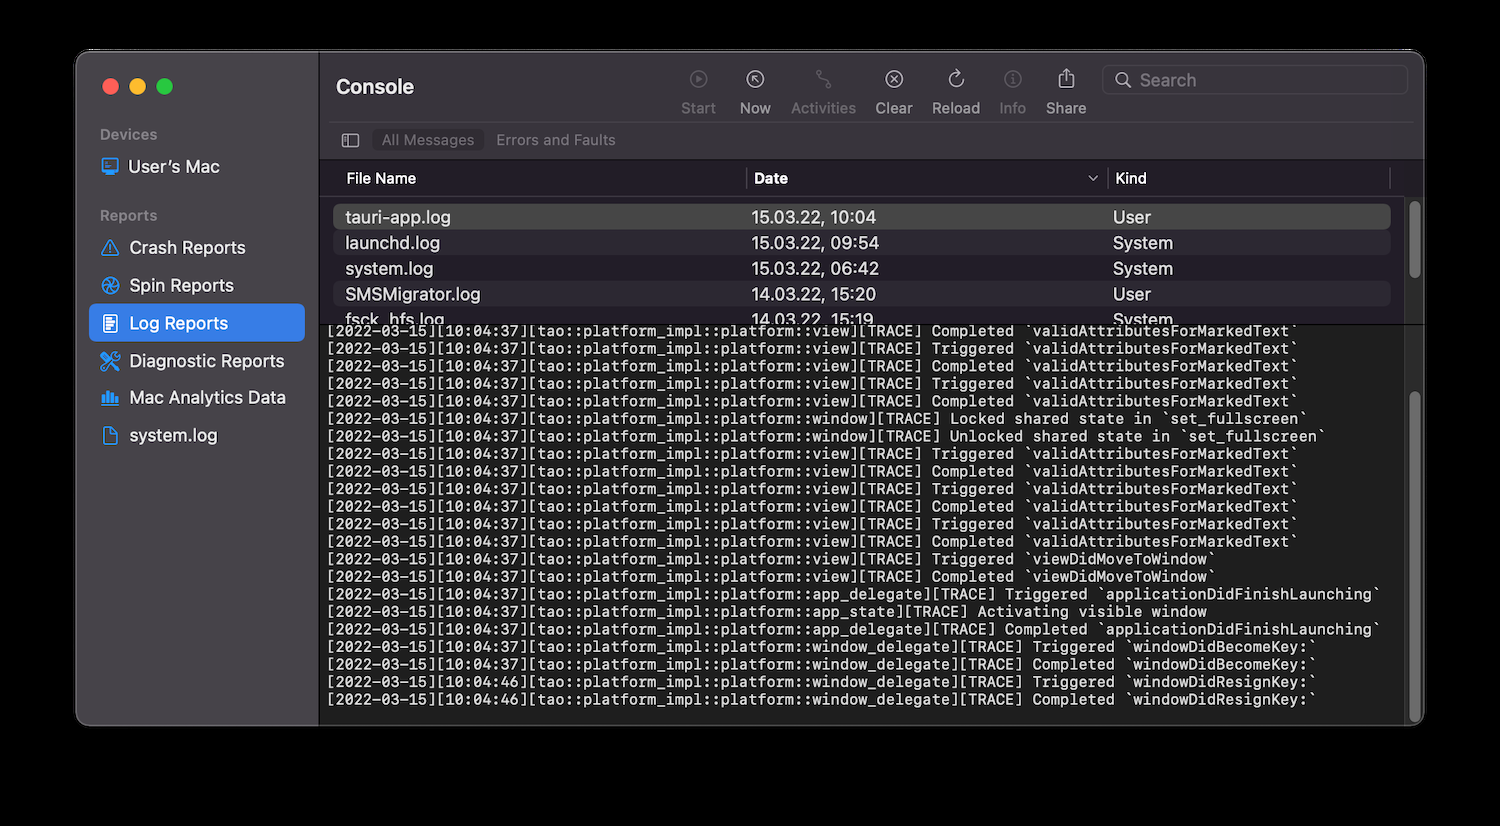 Console
Start
Now
Activities
Clear
Reload
Info
Share
Search
All Messages
Errors and Faults
Devices
User’s Mac
Reports
Crash Reports
Spin Reports
Log Reports
Diagnostic Reports
Mac Analytics Data
system.log
File Name Date Kind
tauri-app.log 15.03.22, 10:04 User
launchd.log 15.03.22, 09:54 System
system.log 15.03.22, 06:42 System
SMSMigrator.log 14.03.22, 15:20 User
fsck_hfs.log 14.03.22, 15:19 System
[2022-03-15][10:04:37][tao::platform_impl::platform::view][TRACE] Completed `validAttributesForMarkedText`
[2022-03-15][10:04:37][tao::platform_impl::platform::view][TRACE] Triggered `validAttributesForMarkedText`
[2022-03-15][10:04:37][tao::platform_impl::platform::view][TRACE] Completed `validAttributesForMarkedText`
[2022-03-15][10:04:37][tao::platform_impl::platform::view][TRACE] Triggered `validAttributesForMarkedText`
[2022-03-15][10:04:37][tao::platform_impl::platform::view][TRACE] Completed `validAttributesForMarkedText`
[2022-03-15][10:04:37][tao::platform_impl::platform::window][TRACE] Locked shared state in `set_fullscreen`
[2022-03-15][10:04:37][tao::platform_impl::platform::window][TRACE] Unlocked shared state in `set_fullscreen`
[2022-03-15][10:04:37][tao::platform_impl::platform::view][TRACE] Triggered `validAttributesForMarkedText`
[2022-03-15][10:04:37][tao::platform_impl::platform::view][TRACE] Completed `validAttributesForMarkedText`
[2022-03-15][10:04:37][tao::platform_impl::platform::view][TRACE] Triggered `validAttributesForMarkedText`
[2022-03-15][10:04:37][tao::platform_impl::platform::view][TRACE] Completed `validAttributesForMarkedText`
[2022-03-15][10:04:37][tao::platform_impl::platform::view][TRACE] Triggered `validAttributesForMarkedText`
[2022-03-15][10:04:37][tao::platform_impl::platform::view][TRACE] Completed `validAttributesForMarkedText`
[2022-03-15][10:04:37][tao::platform_impl::platform::view][TRACE] Triggered `viewDidMoveToWindow`
[2022-03-15][10:04:37][tao::platform_impl::platform::view][TRACE] Completed `viewDidMoveToWindow`
[2022-03-15][10:04:37][tao::platform_impl::platform::app_delegate][TRACE] Triggered `applicationDidFinishLaunching`
[2022-03-15][10:04:37][tao::platform_impl::platform::app_state][TRACE] Activating visible window
[2022-03-15][10:04:37][tao::platform_impl::platform::app_delegate][TRACE] Completed `applicationDidFinishLaunching`
[2022-03-15][10:04:37][tao::platform_impl::platform::window_delegate][TRACE] Triggered `windowDidBecomeKey:`
[2022-03-15][10:04:37][tao::platform_impl::platform::window_delegate][TRACE] Completed `windowDidBecomeKey:`
[2022-03-15][10:04:46][tao::platform_impl::platform::window_delegate][TRACE] Triggered `windowDidResignKey:`
[2022-03-15][10:04:46][tao::platform_impl::platform::window_delegate][TRACE] Completed `windowDidResignKey:`